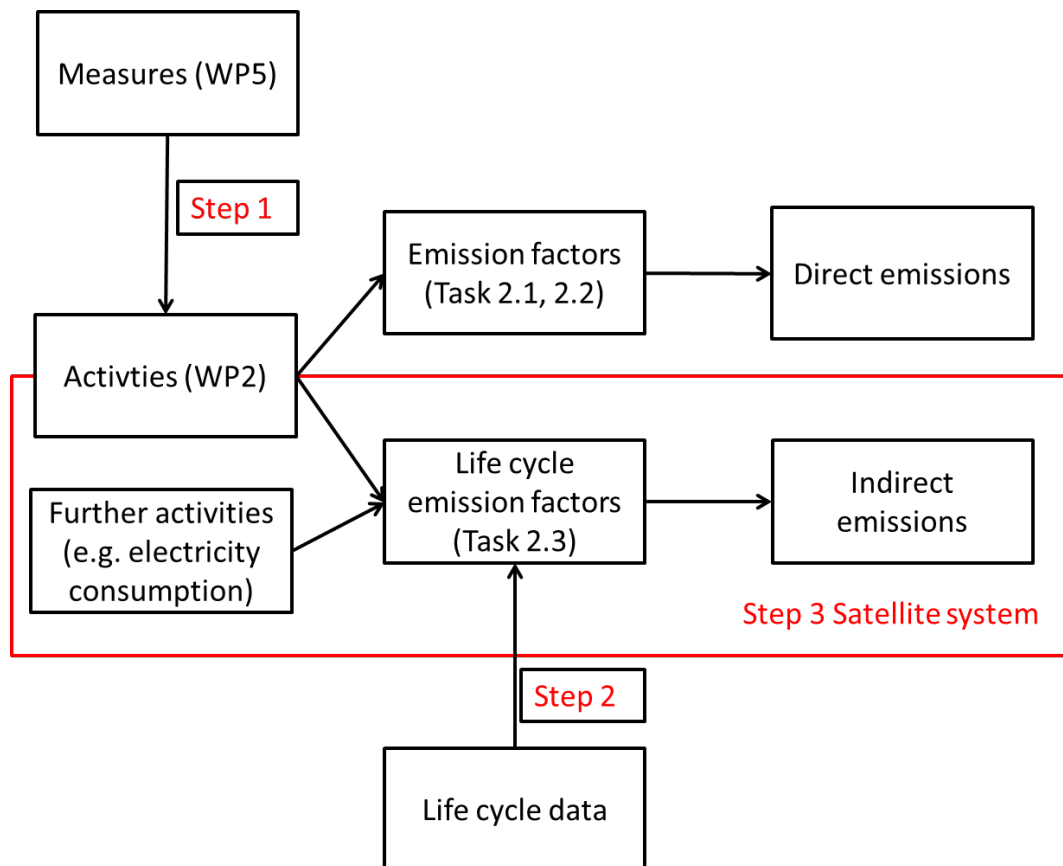 Measures (WP5)
Step 1
Emission factors
(Task 2.1, 2.2)
Direct emissions
Activties (WP2)
Life cycle
emission factors
(Task 2.3)
Indirect
emissions
Further activities
(e.g. electricity
consumption)
Step 3 Satellite system
Step 2
Life cycle data